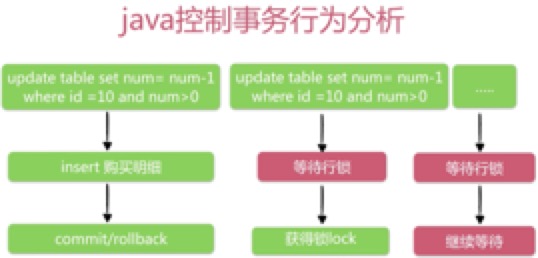 java控制事务行为分析
update table set num= num-1
where id =10 and num>0
update table set num= num-1
where id =10 and num>0
.....
insert 购买明细
等待行锁
等待行锁
commit/rollback
获得锁lock
继续等待